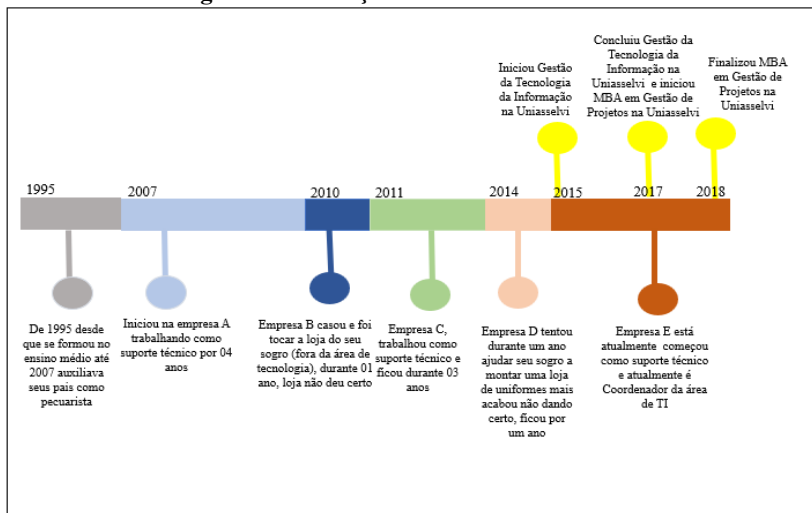 Iniciou Gestão
da Tecnologia
da Informação
na Uniasselvi
Concluiu Gestão da
Tecnologia da
Informação na
Uniasselvi e iniciou
MBA em Gestão de
Projetos na Uniasselvi
Finalizou MBA
em Gestão de
Projetos na
Uniasselvi
1995
2007
2010
2011
2014
2015
2017
2018
De 1995 desde
que se formou no
ensino médio até
2007 auxiliava
seus pais como
pecuarista
Iniciou na empresa A
trabalhando como
suporte técnico por 04
anos
Empresa B casou e foi
tocar a loja do seu
sogro (fora da área de
tecnologia), durante 01
ano, loja não deu certo
Empresa C,
trabalhou como
suporte técnico e
ficou durante 03
anos
Empresa D tentou
durante um ano
ajudar seu sogro a
montar uma loja
de uniformes mais
acabou não dando
certo, ficou por
um ano
Empresa E está
atualmente começou
como suporte técnico
e atualmente é
Coordenador da área
de TI